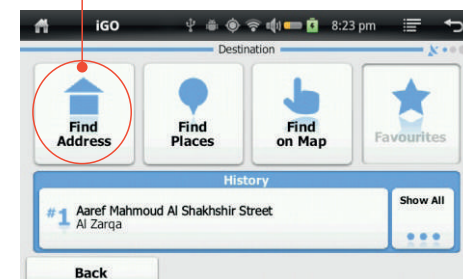 iGO 8:23 pm
Destination
Find Address
Find Places
Find on Map
Favourites
History
#1 Aaref Mahmoud Al Shakhshir Street
Al Zarqa
Show All
Back